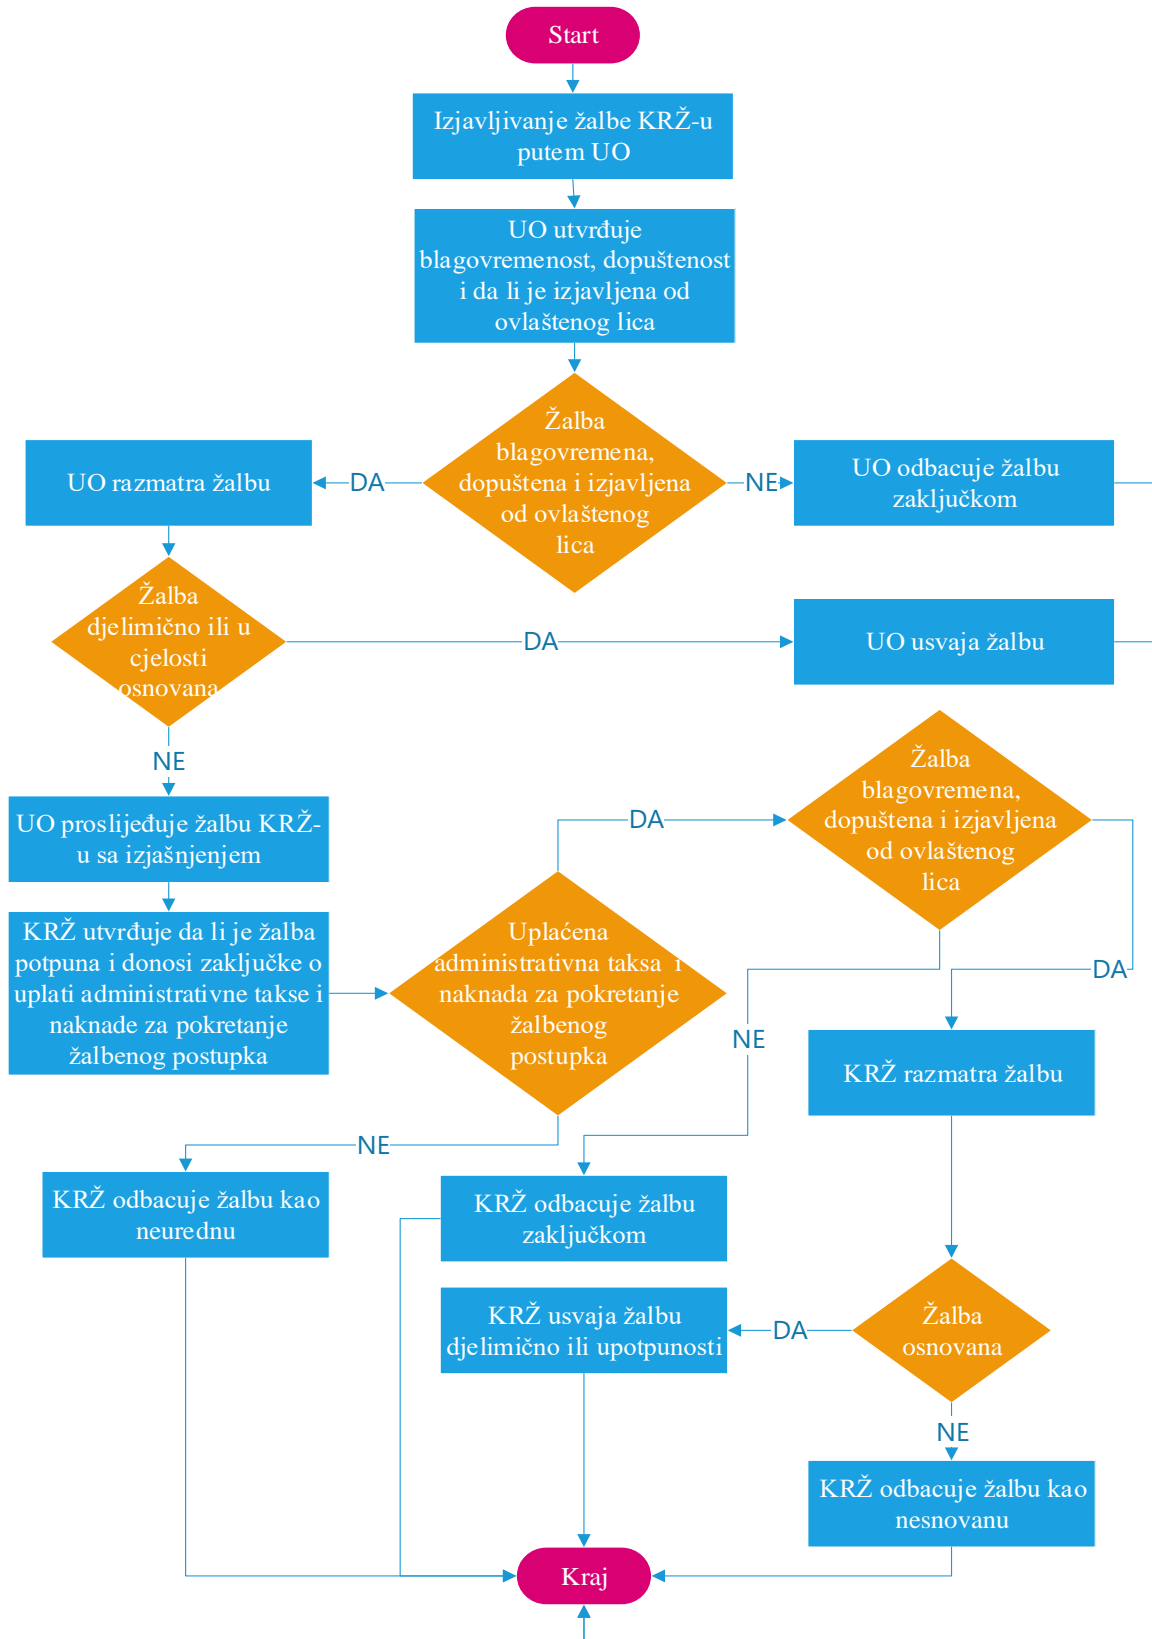 Start
Izjavljivanje žalbe KRŽ-u
putem UO
UO utvrđuje
blagovremenost, dopuštenost
i da li je izjavljena od
ovlaštenog lica
Žalba
blagovremena,
dopuštena i izjavljena
od ovlaštenog
lica
DA
NE
UO razmatra žalbu
UO odbacuje žalbu
zaključkom
Žalba
djelimično ili u
cjelosti
osnovana
DA
UO usvaja žalbu
NE
UO proslijeđuje žalbu KRŽ-
u sa izjašnjenjem
KRŽ utvrđuje da li je žalba
potpuna i donosi zaključke o
uplati administrativne takse i
naknade za pokretanje
žalbenog postupka
Uplaćena
administrativna taksa i
naknada za pokretanje
žalbenog
postupka
DA
Žalba
blagovremena,
dopuštena i izjavljena
od ovlaštenog
lica
DA
NE
KRŽ razmatra žalbu
NE
KRŽ odbacuje žalbu kao
neurednu
KRŽ odbacuje žalbu
zaključkom
KRŽ usvaja žalbu
djelimično ili upotpunosti
DA
Žalba
osnovana
NE
KRŽ odbacuje žalbu kao
nesnovanu
Kraj